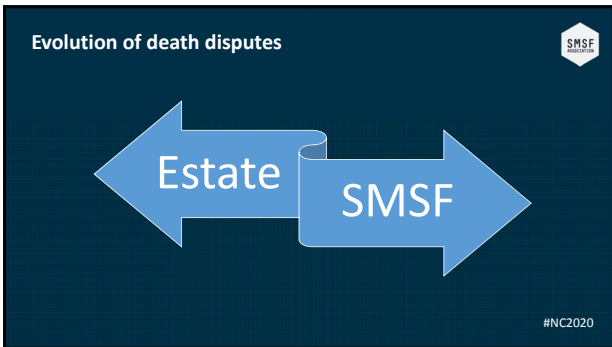 Evolution of death disputes
SMSF
ASSOCIATION
Estate
SMSF
#NC2020